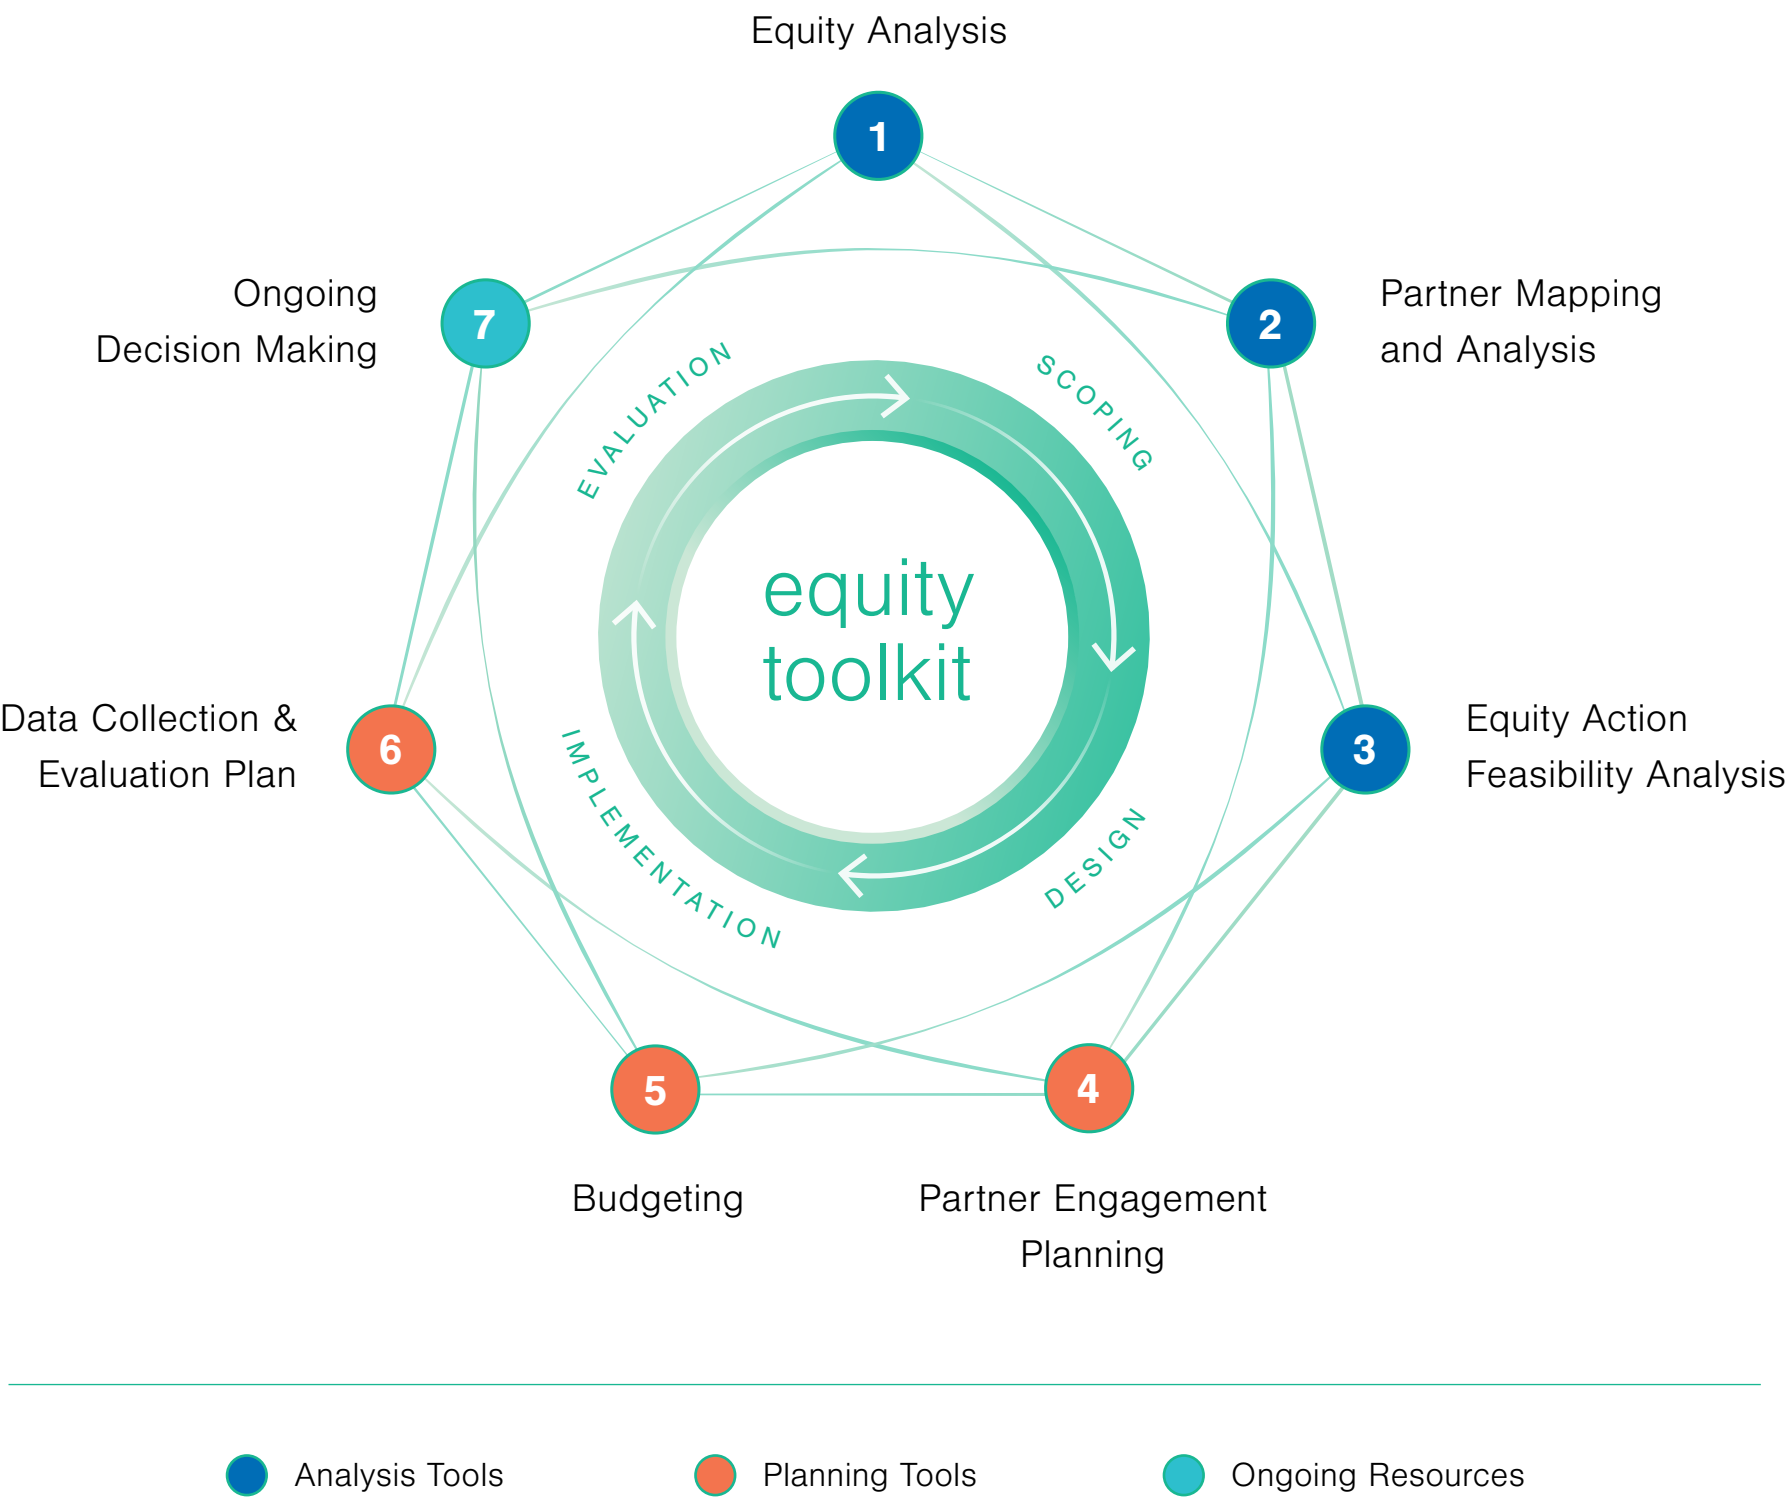 Equity Analysis
1
2
Partner Mapping
and Analysis
3
Equity Action
Feasibility Analysis
4
Partner Engagement
Planning
5
Budgeting
6
Data Collection &
Evaluation Plan
7
Ongoing
Decision Making
SCOPING
DESIGN
IMPLEMENTATION
EVALUATION
equity
toolkit
Analysis Tools
Planning Tools
Ongoing Resources